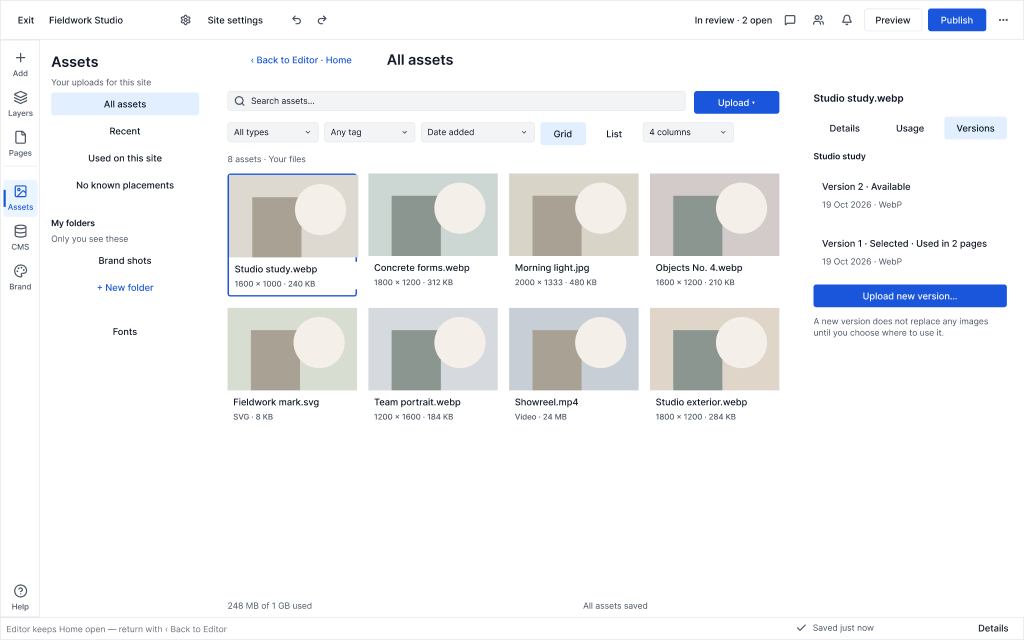 Exit
Fieldwork Studio
Site settings
In review · 2 open
Preview
Publish
Add
Layers
Pages
Assets
CMS
Brand
Help
Assets
Your uploads for this site
All assets
Recent
Used on this site
No known placements
My folders
Only you see these
Brand shots
+ New folder
Fonts
‹ Back to Editor · Home
All assets
Search assets...
Upload
All types
Any tag
Date added
Grid
List
4 columns
8 assets · Your files
Studio study.webp
1600 × 1000 · 240 KB
Concrete forms.webp
1800 × 1200 · 312 KB
Morning light.jpg
2000 × 1333 · 480 KB
Objects No. 4.webp
1600 × 1200 · 210 KB
Fieldwork mark.svg
SVG · 8 KB
Team portrait.webp
1200 × 1600 · 184 KB
Showreel.mp4
Video · 24 MB
Studio exterior.webp
1800 × 1200 · 284 KB
248 MB of 1 GB used
All assets saved
Studio study.webp
Details
Usage
Versions
Studio study
Version 2 · Available
19 Oct 2026 · WebP
Version 1 · Selected · Used in 2 pages
19 Oct 2026 · WebP
Upload new version...
A new version does not replace any images
until you choose where to use it.
Editor keeps Home open — return with ‹ Back to Editor
Saved just now
Details